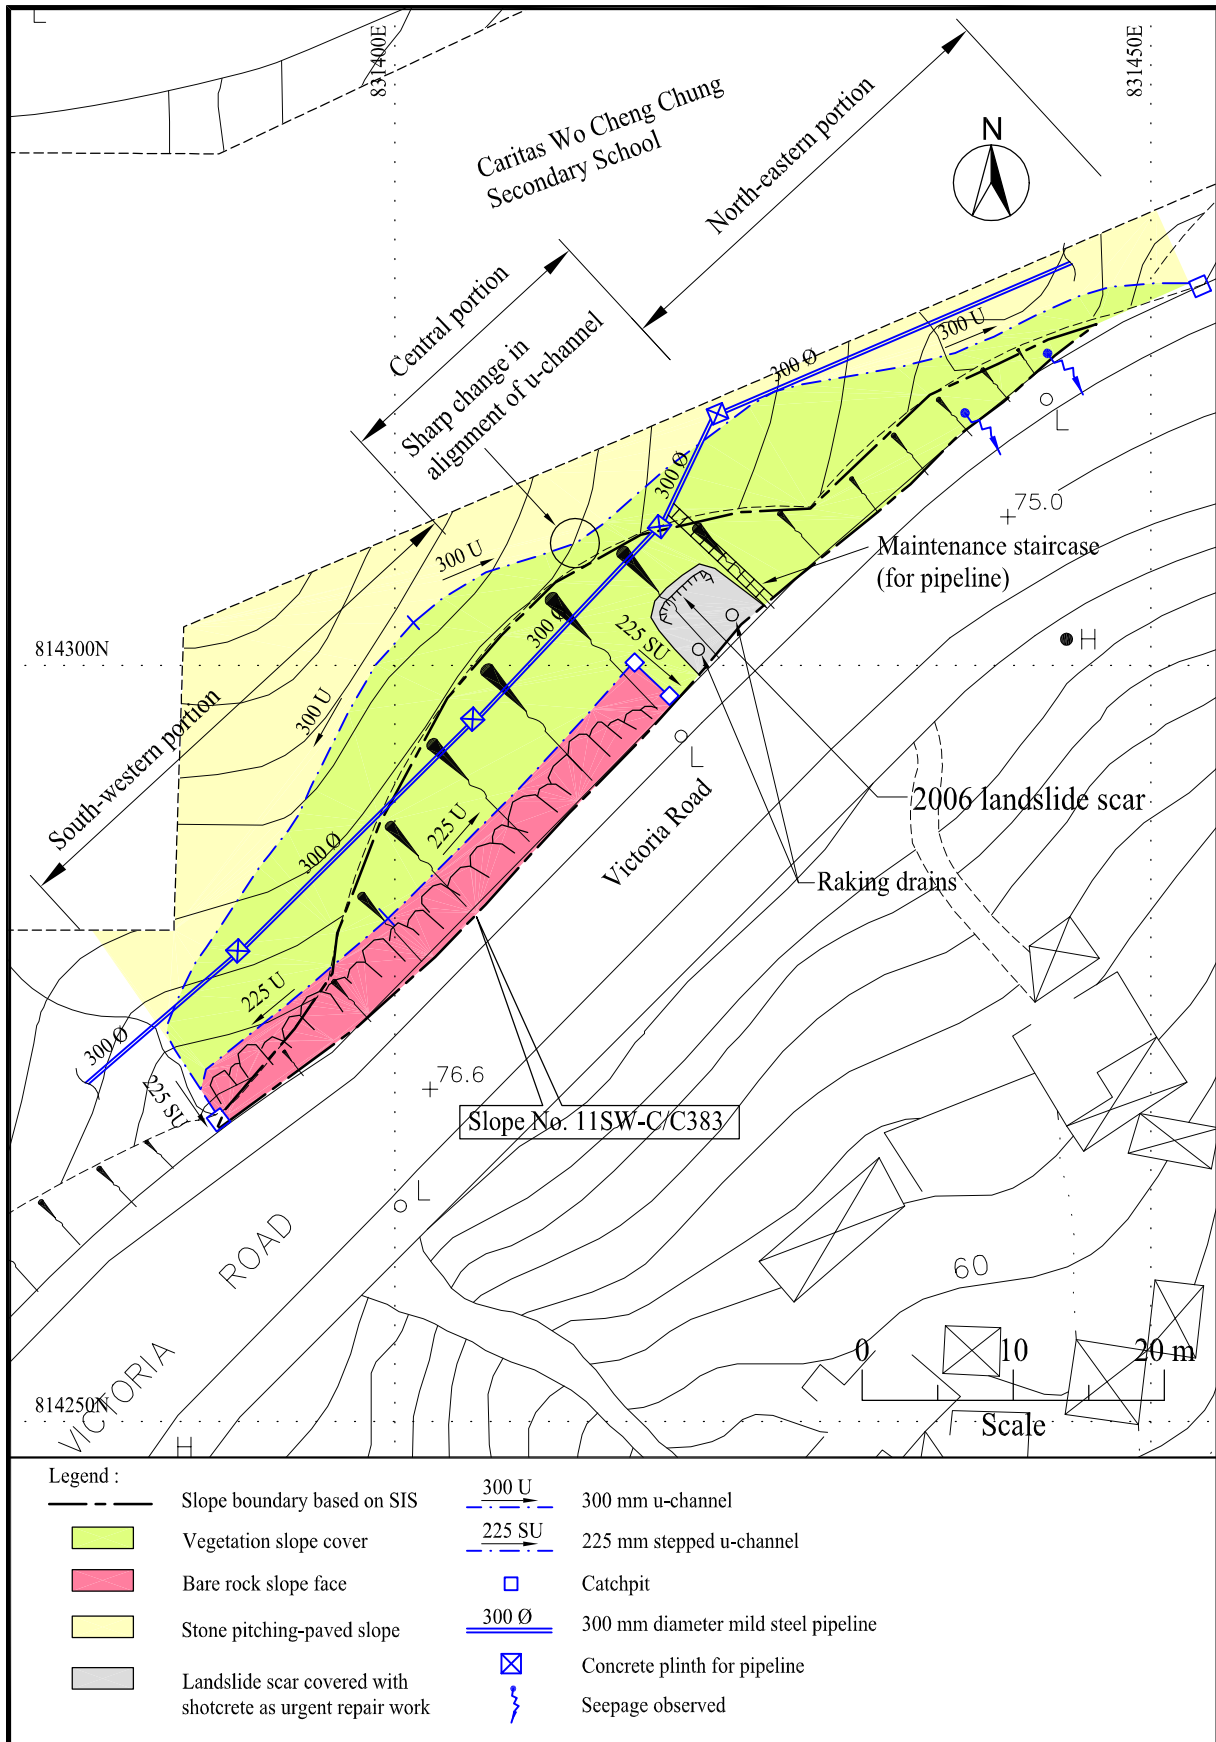 L
831400E
831450E
Caritas Wo Cheng Chung
Secondary School
North-eastern portion
N
Central portion
Sharp change in
alignment of u-channel
300 U
300 Ø
300 Ø
L
75.0
300 U
Maintenance staircase
(for pipeline)
300 Ø
225 SU
H
814300N
300 U
South-western portion
L
2006 landslide scar
225 U
Victoria Road
300 Ø
Raking drains
225 U
300 Ø
225 SU
76.6
Slope No. 11SW-C/C383
L
60
VICTORIA ROAD
0 10 20 m
Scale
814250N
H
Legend :
Slope boundary based on SIS
Vegetation slope cover
Bare rock slope face
Stone pitching-paved slope
Landslide scar covered with
shotcrete as urgent repair work
300 U
300 mm u-channel
225 SU
225 mm stepped u-channel
Catchpit
300 Ø
300 mm diameter mild steel pipeline
Concrete plinth for pipeline
Seepage observed